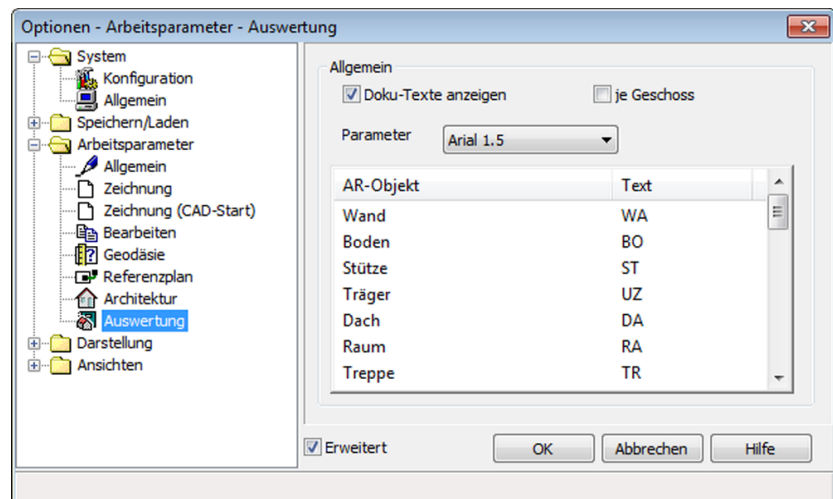 Optionen - Arbeitsparameter - Auswertung
System
Konfiguration
Allgemein
Speichern/Laden
Arbeitsparameter
Allgemein
Zeichnung
Zeichnung (CAD-Start)
Bearbeiten
Geodäsie
Referenzplan
Architektur
Auswertung
Darstellung
Ansichten
Allgemein
Doku-Texte anzeigen je Geschoss
Parameter Arial 1.5
AR-Objekt Text
Wand WA
Boden BO
Stütze ST
Träger UZ
Dach DA
Raum RA
Treppe TR
Erweitert OK Abbrechen Hilfe